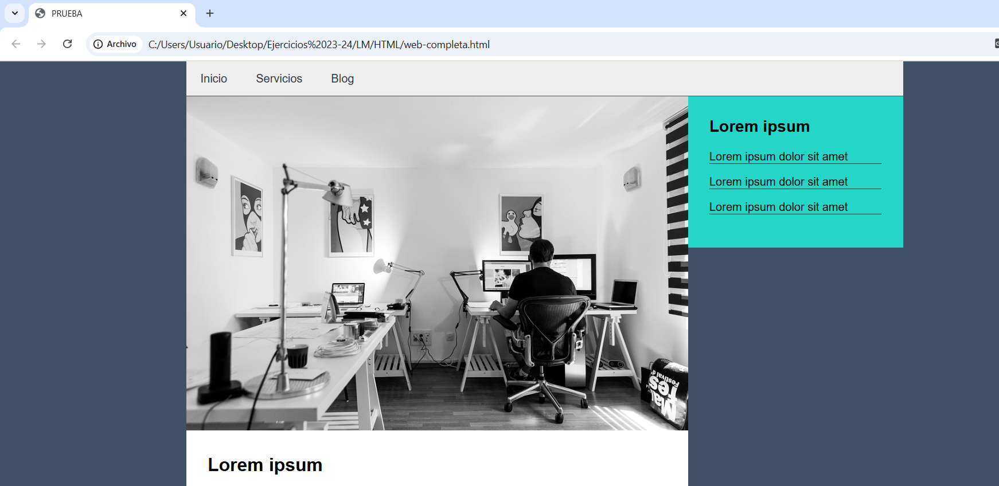 PRUEBA
Archivo
C:/Users/Usuario/Desktop/Ejercicios%2023-24/LM/HTML/web-completa.html
Inicio
Servicios
Blog
Lorem ipsum
Lorem ipsum dolor sit amet
Lorem ipsum dolor sit amet
Lorem ipsum dolor sit amet
Festival d'
Lorem ipsum